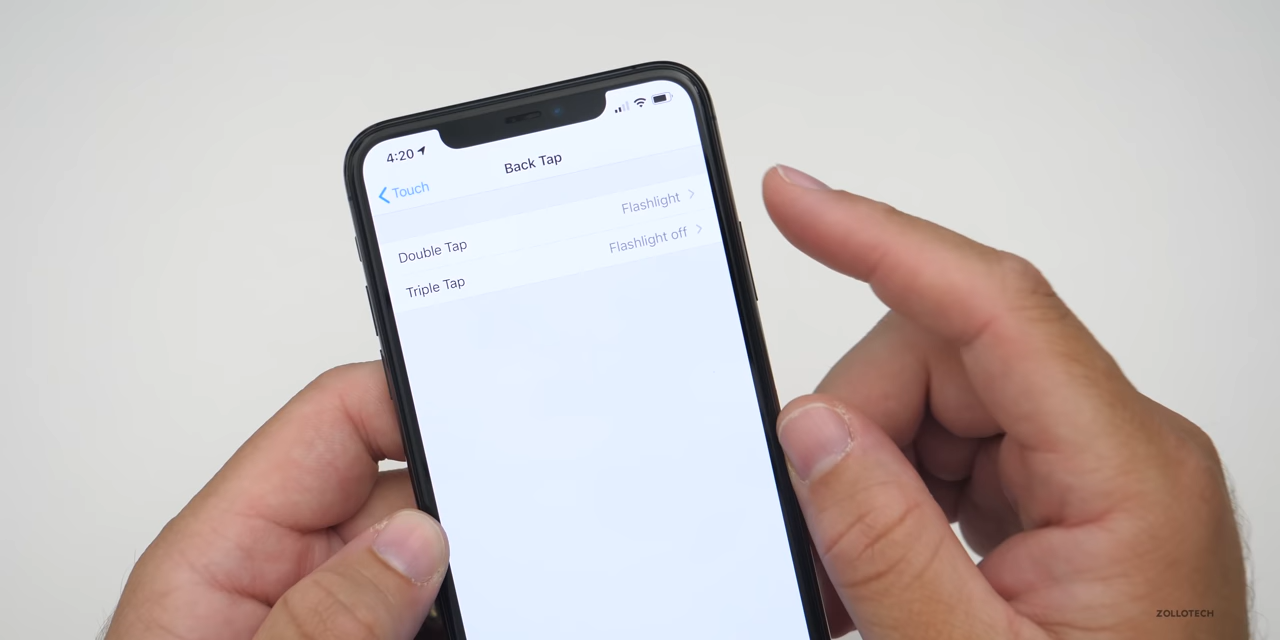 4:20
Touch
Back Tap
Double Tap
Flashlight
Triple Tap
Flashlight off
ZOLLOTECH